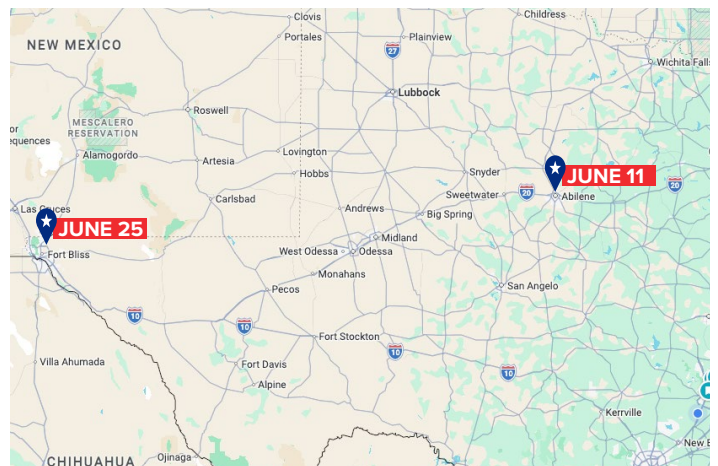 Clovis
Childress
NEW MEXICO
Portales
Plainview
27
Wichita Falls
Lubbock
Roswell
MESCALERO
RESERVATION
Alamogordo
Artesia
Lovington
Hobbs
Snyder
JUNE 11
20
20
Sweetwater
Abilene
Carlsbad
Andrews
Big Spring
Las Cruces
JUNE 25
Midland
West Odessa
Odessa
Fort Bliss
Monahans
San Angelo
Pecos
10
10
Fort Stockton
10
Villa Ahumada
Fort Davis
10
Alpine
Kerrville
New B
Ojinaga
CHIHUAHUA